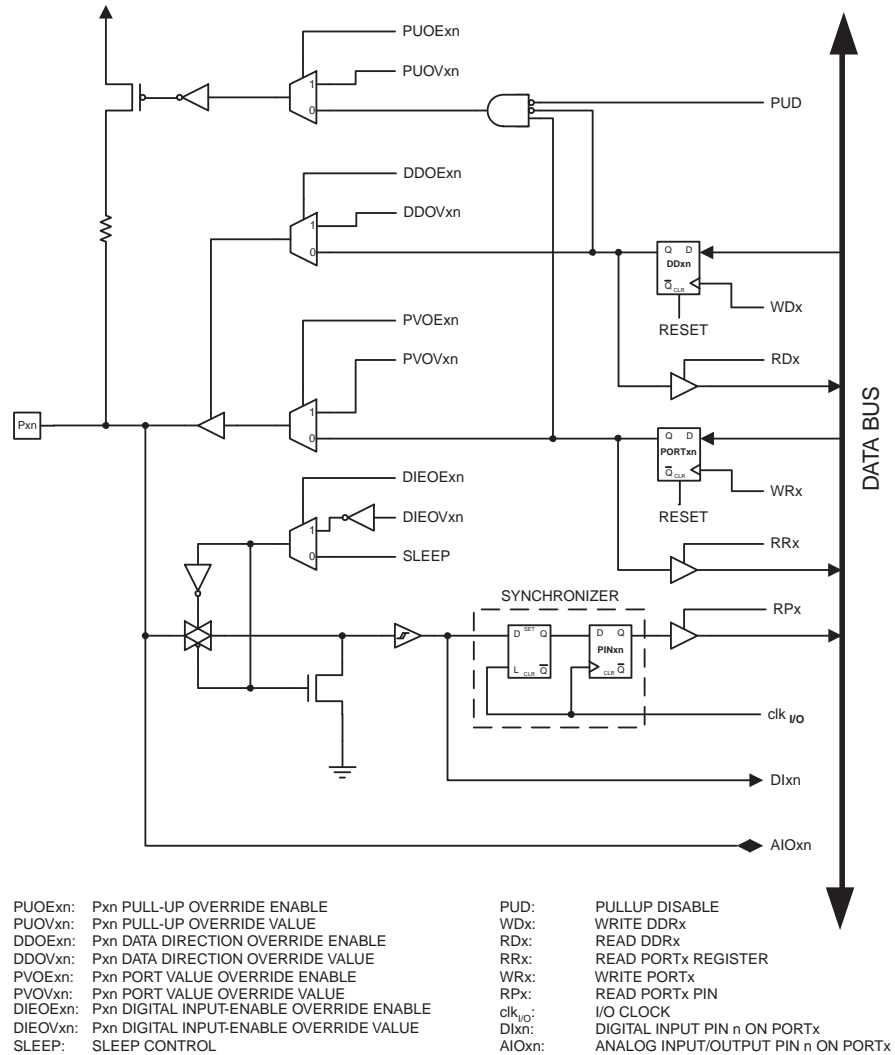 PUOExn
PUOVxn
1
0
PUD
DDOExn
DDOVxn
1
0
Q D
DDxn
Q CLR
WDx
RESET
RDx
PVOExn
PVOVxn
1
0
Pxn
Q D
PORTxn
Q CLR
WRx
RESET
RRx
DATA BUS
DIEOExn
DIEOVxn
1
0
SLEEP
SYNCHRONIZER
RPx
D SET Q
L CLR Q
D Q
PINxn
CLR Q
clk I/O
DIxn
AIOxn
PUOExn: Pxn PULL-UP OVERRIDE ENABLE
PUOVxn: Pxn PULL-UP OVERRIDE VALUE
DDOExn: Pxn DATA DIRECTION OVERRIDE ENABLE
DDOVxn: Pxn DATA DIRECTION OVERRIDE VALUE
PVOExn: Pxn PORT VALUE OVERRIDE ENABLE
PVOVxn: Pxn PORT VALUE OVERRIDE VALUE
DIEOExn: Pxn DIGITAL INPUT-ENABLE OVERRIDE ENABLE
DIEOVxn: Pxn DIGITAL INPUT-ENABLE OVERRIDE VALUE
SLEEP: SLEEP CONTROL
PUD: PULLUP DISABLE
WDx: WRITE DDRx
RDx: READ DDRx
RRx: READ PORTx REGISTER
WRx: WRITE PORTx
RPx: READ PORTx PIN
clkI/O: I/O CLOCK
DIxn: DIGITAL INPUT PIN n ON PORTx
AIOxn: ANALOG INPUT/OUTPUT PIN n ON PORTx